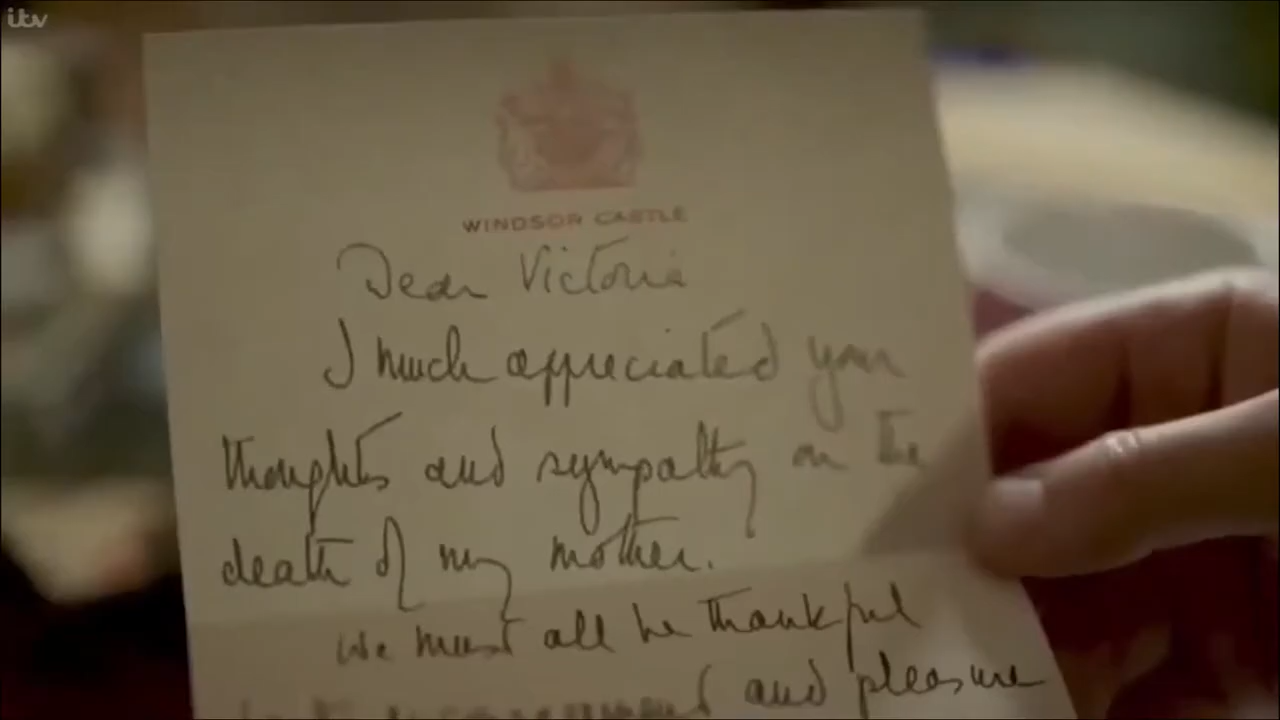 itv
WINDSOR CASTLE
Dear Victoria
I much appreciated your
thoughts and sympathy on the
death of my mother.
We must all be thankful
and pleasure